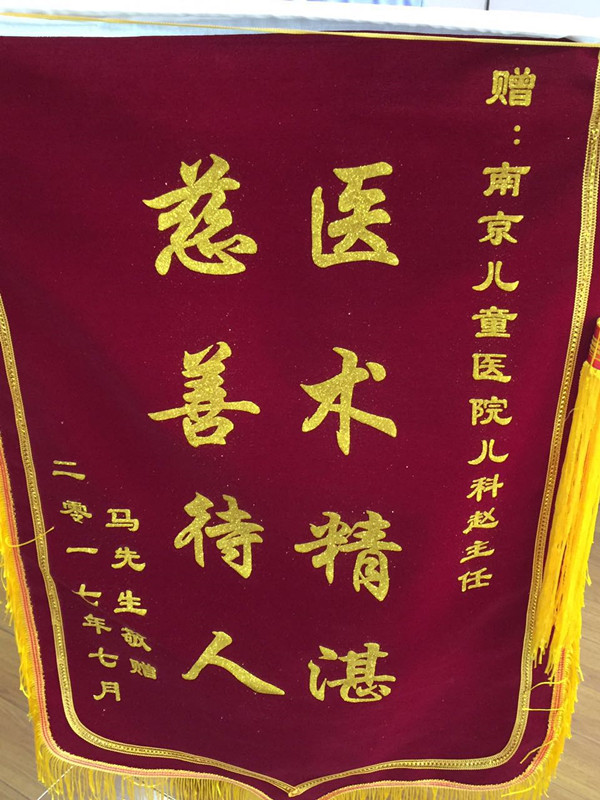 赠：南京儿童医院儿科赵主任
医术精湛
慈善待人
马先生敬赠
二零一七年七月